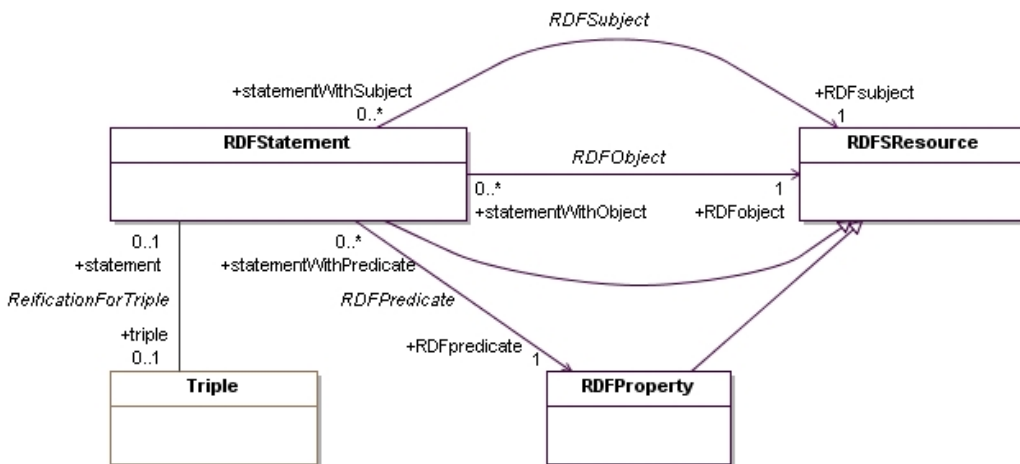 RDFSubject
+statementWithSubject
+RDFsubject
0..*
1
RDFStatement
RDFSResource
RDFObject
0..*
1
+statementWithObject
+RDFobject
0..1
0..*
+statement
+statementWithPredicate
ReificationForTriple
RDFPredicate
+triple
+RDFpredicate
0..1
1
Triple
RDFProperty